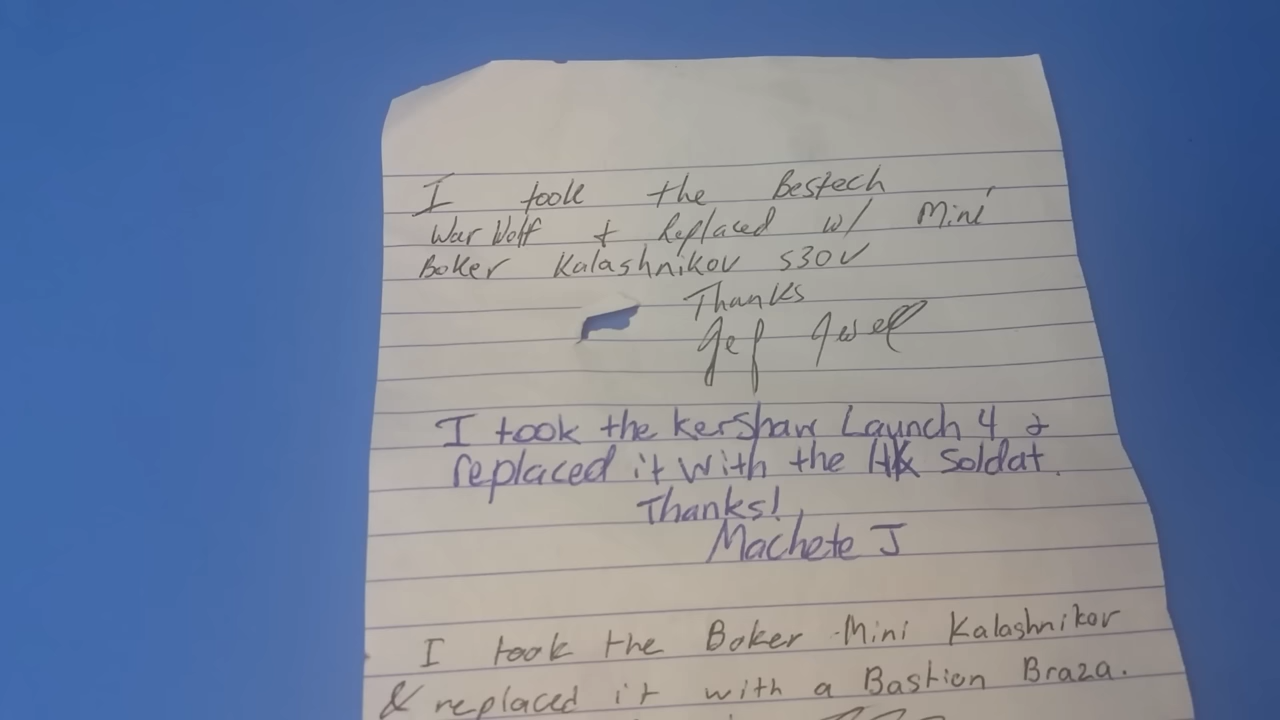 I took the Bestech
War Wolf & Replaced w/ Mini
Boker Kalashnikov S30V
Thanks
I took the Kershaw Launch 4 &
replaced it with the HK Soldat.
Thanks!
Machete J
I took the Boker Mini Kalashnikov
& replaced it with a Bastion Braza.